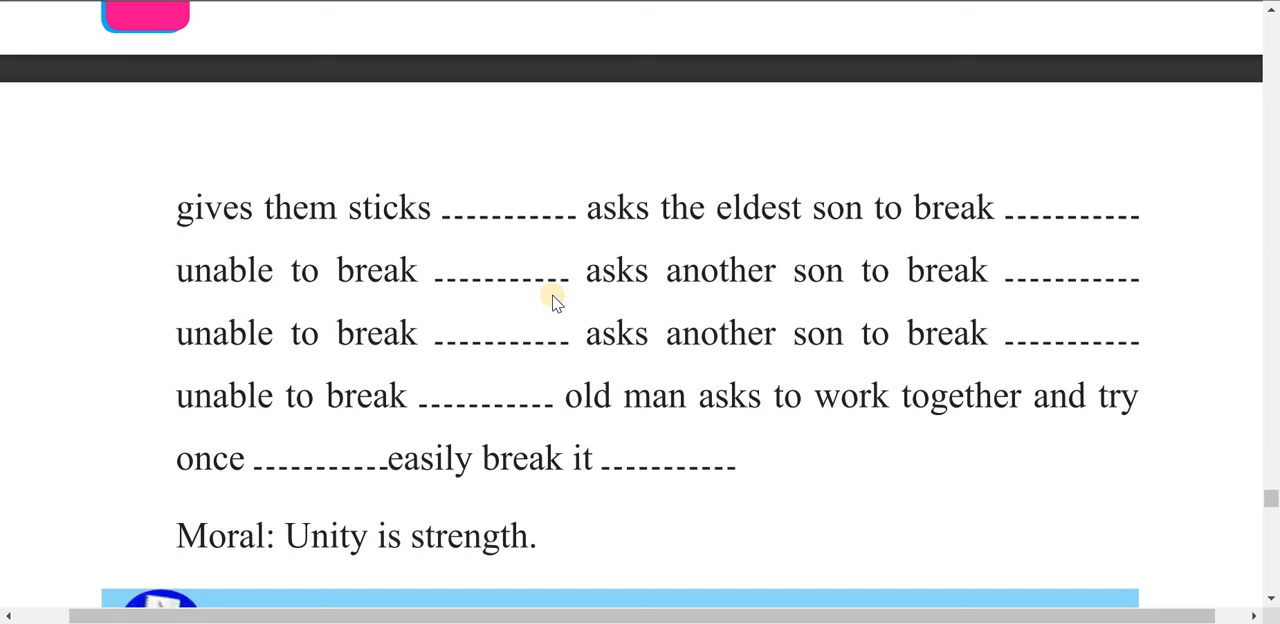 gives them sticks ----------- asks the eldest son to break -----------
unable to break ----------- asks another son to break -----------
unable to break ----------- asks another son to break -----------
unable to break ----------- old man asks to work together and try
once -----------easily break it -----------
Moral: Unity is strength.